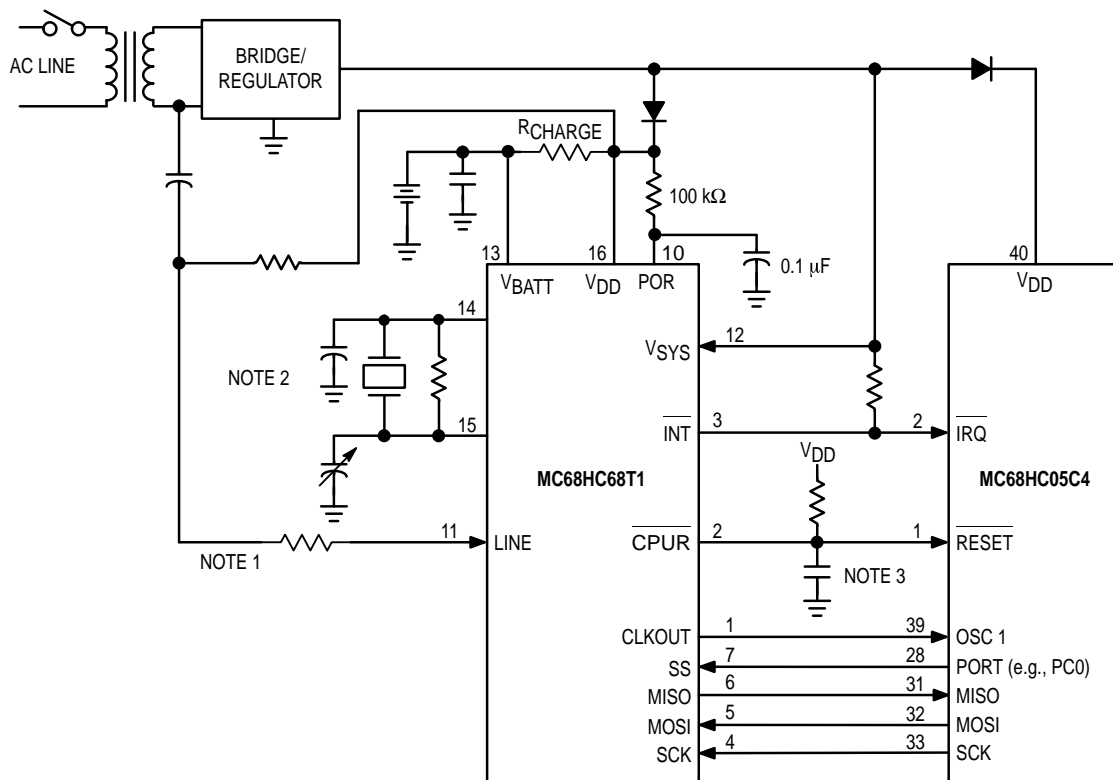 AC LINE
BRIDGE/
REGULATOR
RCHARGE
100 kΩ
0.1 μF
13
16
10
40
VBATT
VDD
POR
VDD
14
12
VSYS
NOTE 2
15
INT
3
2
IRQ
VDD
MC68HC68T1
MC68HC05C4
11
LINE
NOTE 1
CPUR
2
1
RESET
NOTE 3
CLKOUT
1
39
OSC 1
SS
7
28
PORT (e.g., PC0)
MISO
6
31
MISO
MOSI
5
32
MOSI
SCK
4
33
SCK